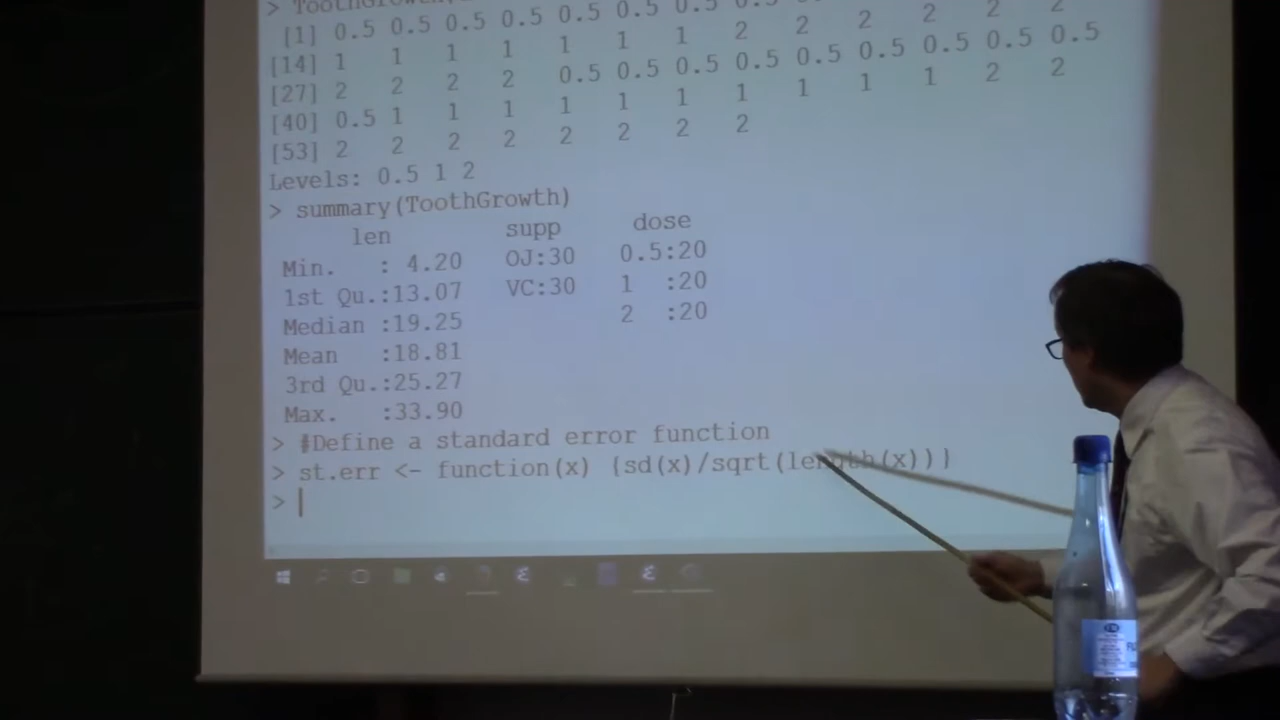 > ToothGrowth
[1] 0.5 0.5 0.5 0.5 0.5 0.5 0.5
[14] 1 1 1 1 1 1 1 2 2 2 2 2 2
[27] 2 2 2 2 0.5 0.5 0.5 0.5 0.5 0.5 0.5 0.5 0.5
[40] 0.5 1 1 1 1 1 1 1 1 1 1 2 2
[53] 2 2 2 2 2 2 2 2
Levels: 0.5 1 2
> summary(ToothGrowth)
len supp dose
Min. : 4.20 OJ:30 0.5:20
1st Qu.:13.07 VC:30 1 :20
Median :19.25 2 :20
Mean :18.81
3rd Qu.:25.27
Max. :33.90
> #Define a standard error function
> st.err <- function(x) {sd(x)/sqrt(length(x))}
>